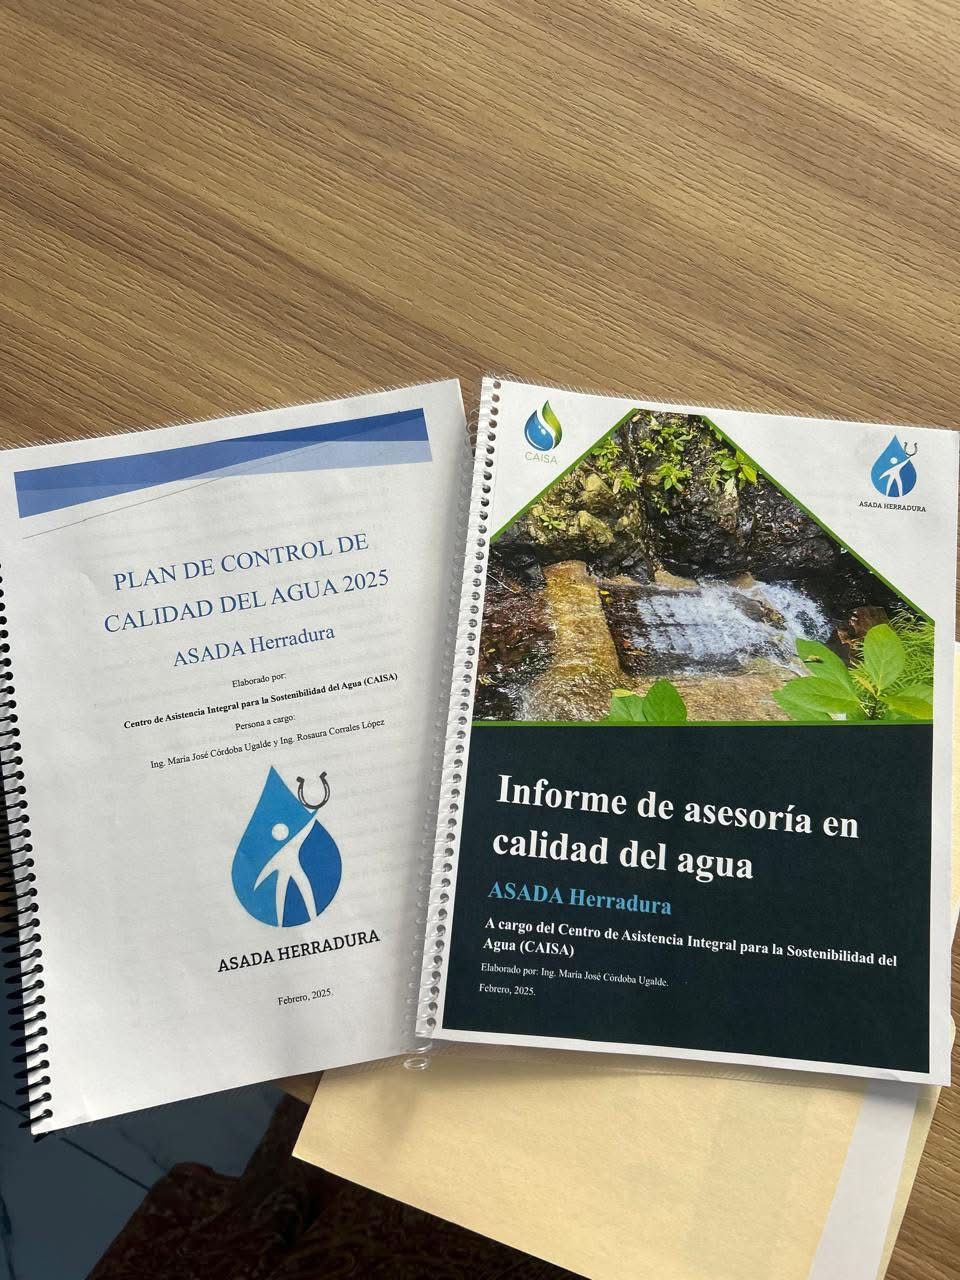 PLAN DE CONTROL DE
CALIDAD DEL AGUA 2025
ASADA Herradura
Elaborado por:
Centro de Asistencia Integral para la Sostenibilidad del Agua (CAISA)
Persona a cargo:
Ing. María José Córdoba Ugalde y Ing. Rosaura Corrales López
ASADA HERRADURA
Febrero, 2025.
CAISA
ASADA HERRADURA
Informe de asesoría en
calidad del agua
ASADA Herradura
A cargo del Centro de Asistencia Integral para la Sostenibilidad del
Agua (CAISA)
Elaborado por: Ing. María José Córdoba Ugalde.
Febrero, 2025.